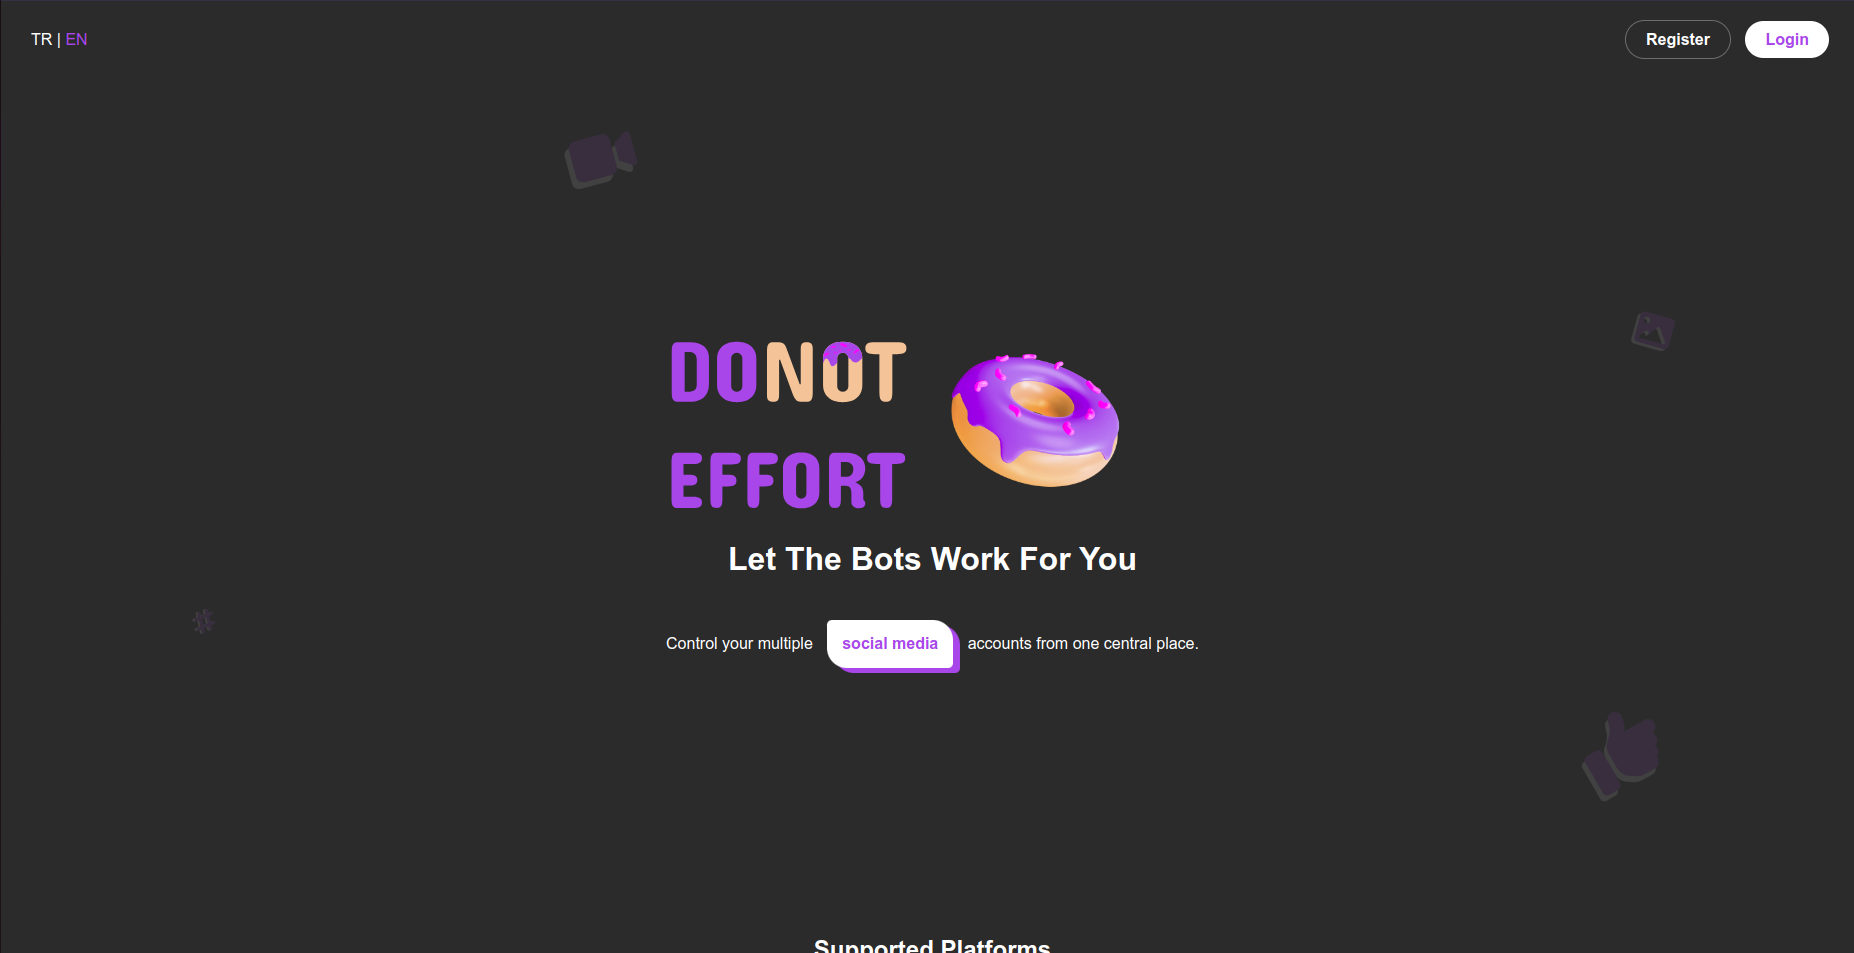 TR | EN
Register
Login
DONOT
EFFORT
Let The Bots Work For You
Control your multiple social media accounts from one central place.
Supported Platforms